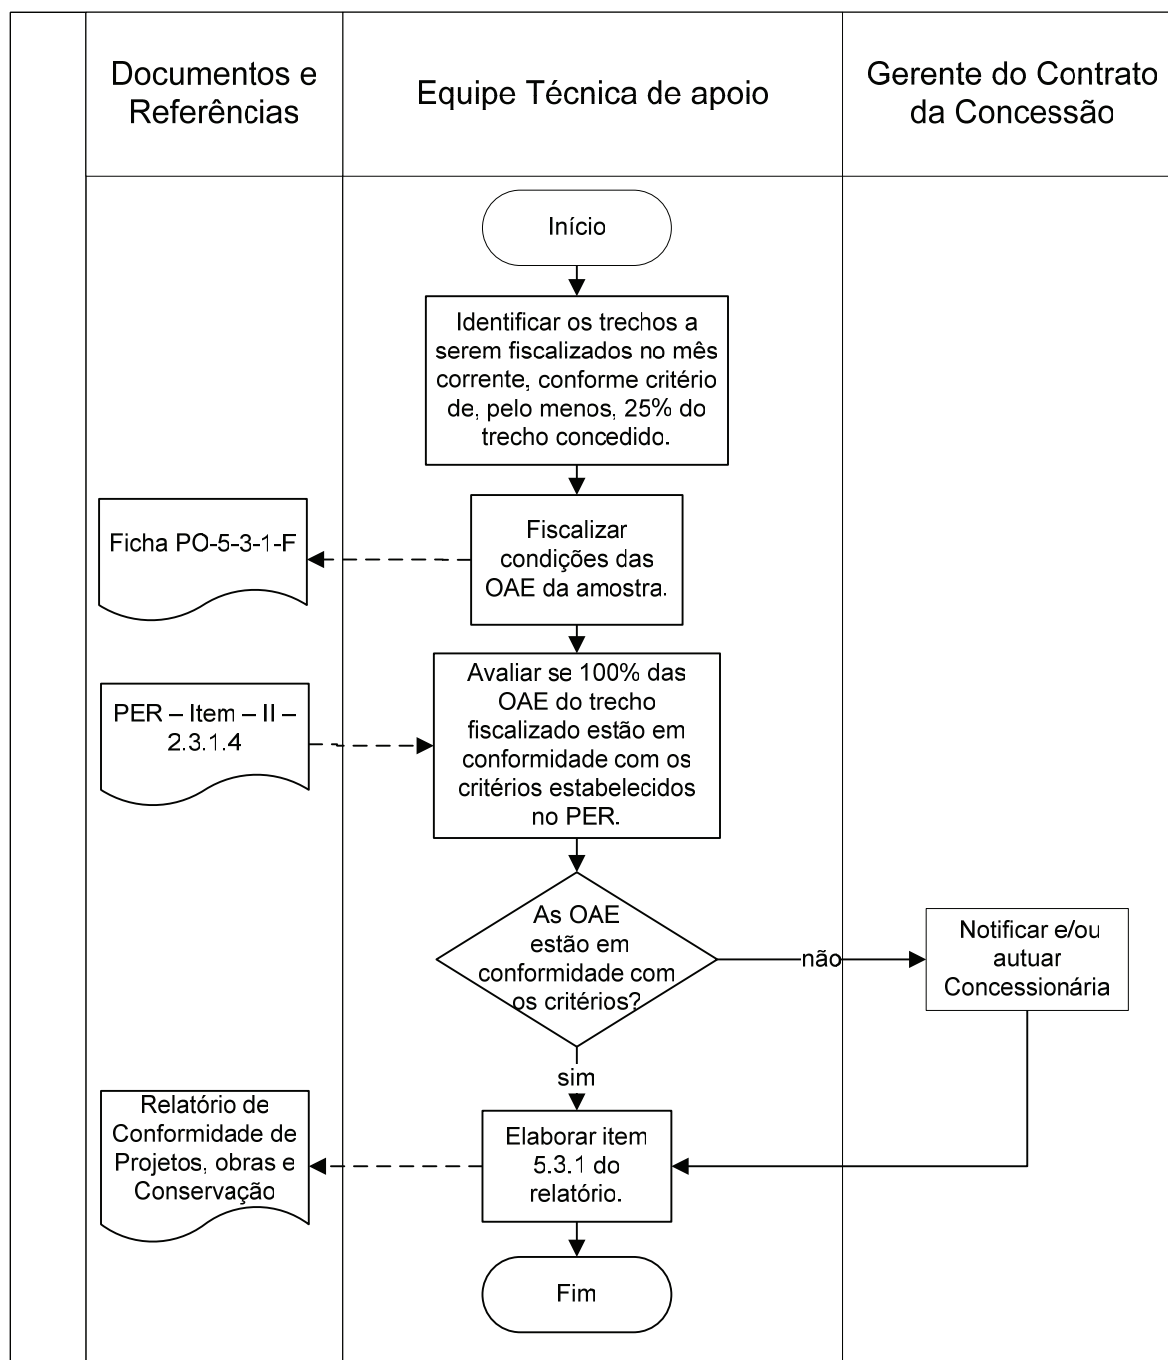 Documentos e
Referências
Equipe Técnica de apoio
Gerente do Contrato
da Concessão
Início
Identificar os trechos a
serem fiscalizados no mês
corrente, conforme critério
de, pelo menos, 25% do
trecho concedido.
Ficha PO-5-3-1-F
Fiscalizar
condições das
OAE da amostra.
PER – Item – II –
2.3.1.4
Avaliar se 100% das
OAE do trecho
fiscalizado estão em
conformidade com os
critérios estabelecidos
no PER.
As OAE
estão em
conformidade com
os critérios?
não
Notificar e/ou
autuar
Concessionária
sim
Relatório de
Conformidade de
Projetos, obras e
Conservação
Elaborar item
5.3.1 do
relatório.
Fim